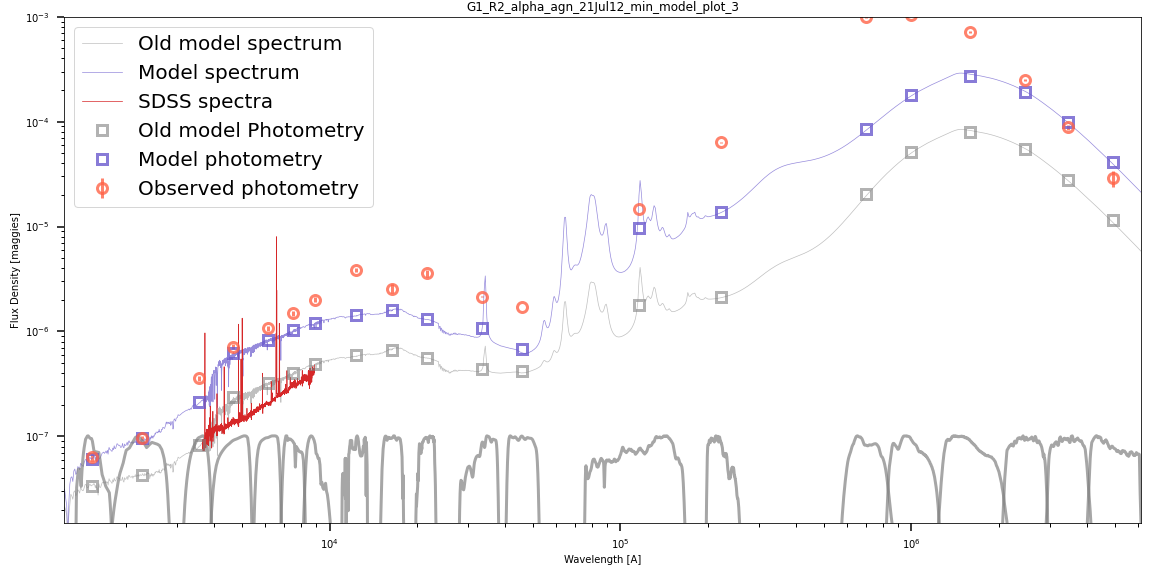 G1_R2_alpha_agn_21Jul12_min_model_plot_3
Old model spectrum
Model spectrum
SDSS spectra
Old model Photometry
Model photometry
Observed photometry
Flux Density [maggies]
10⁻³
10⁻⁴
10⁻⁵
10⁻⁶
10⁻⁷
10⁴
10⁵
10⁶
Wavelength [A]